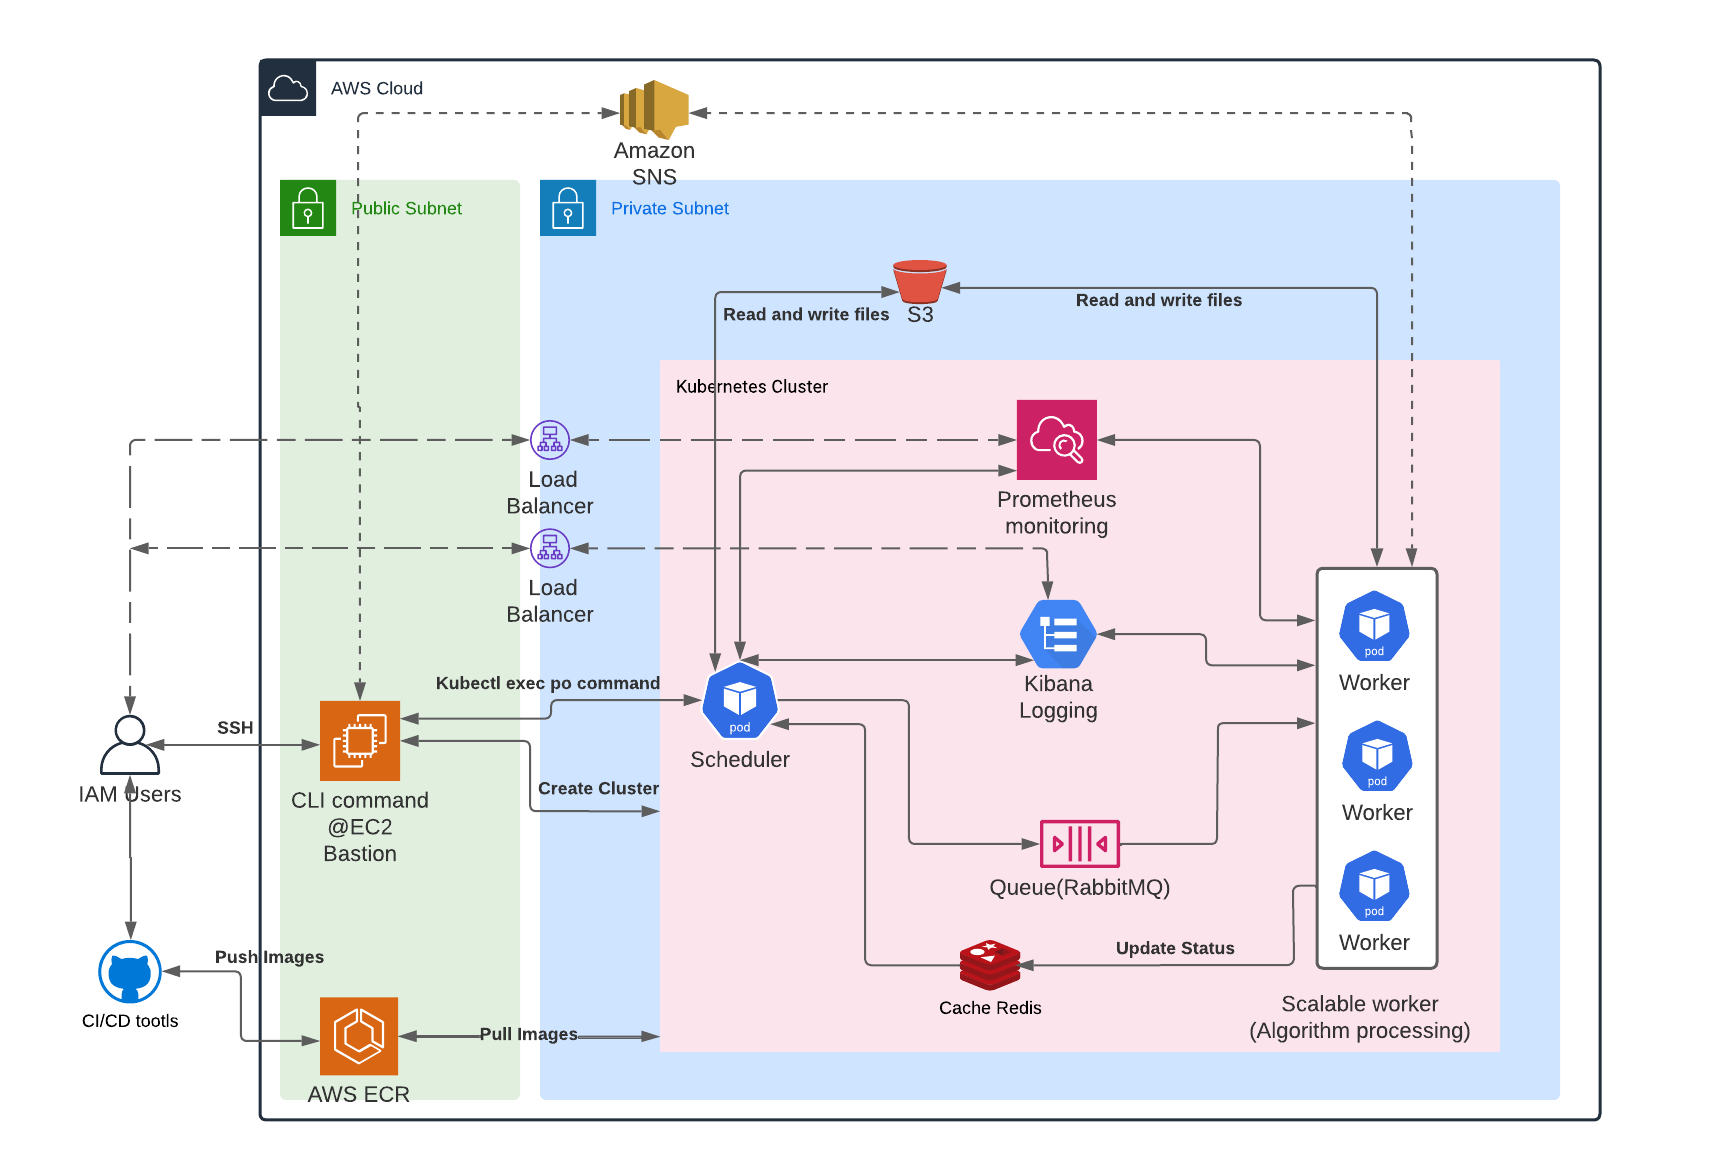 AWS Cloud
Amazon
SNS
Public Subnet
Private Subnet
Read and write files
S3
Read and write files
Kubernetes Cluster
Load
Balancer
Prometheus
monitoring
Load
Balancer
Kubectl exec po command
Kibana
Logging
pod
Worker
SSH
pod
Scheduler
IAM Users
CLI command
@EC2
Bastion
Create Cluster
pod
Worker
Queue(RabbitMQ)
pod
Worker
Push Images
Update Status
CI/CD tootls
Cache Redis
Scalable worker
(Algorithm processing)
Pull Images
AWS ECR